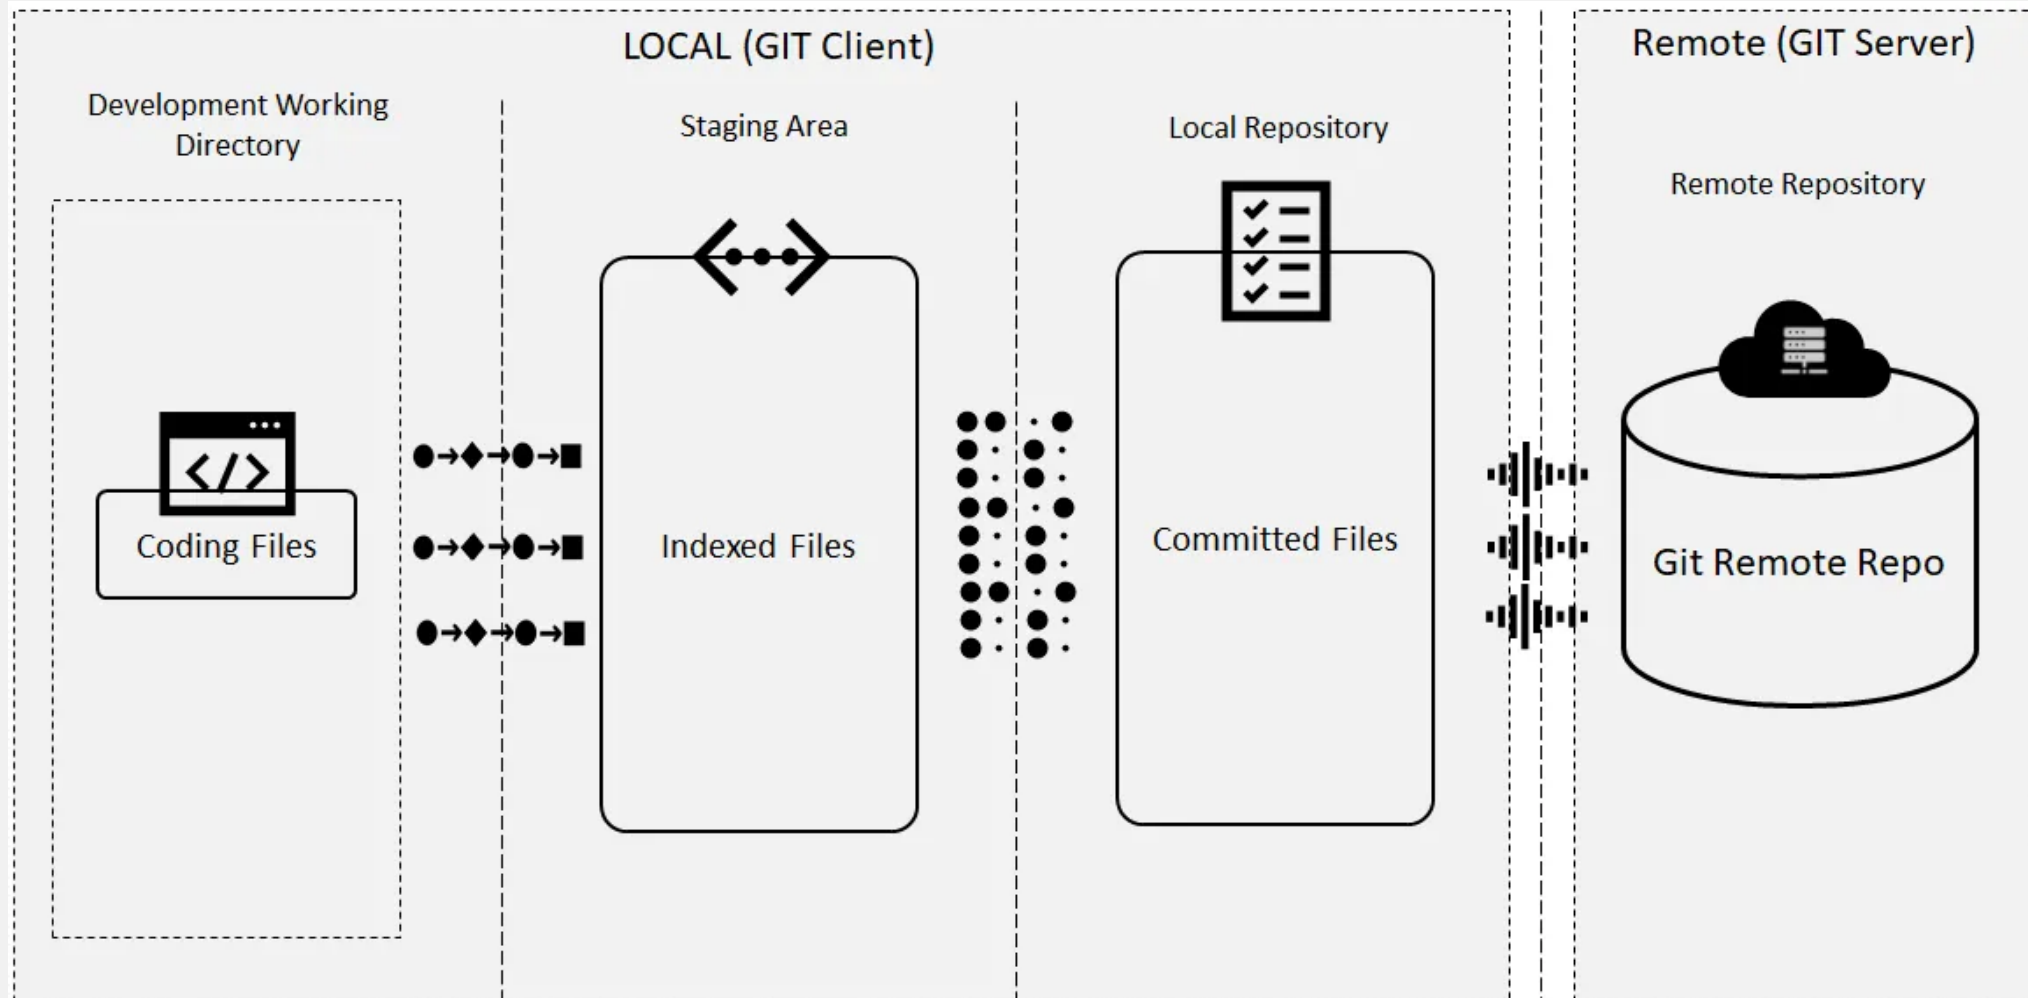 LOCAL (GIT Client)
Development Working
Directory
Coding Files
Staging Area
Indexed Files
Local Repository
Committed Files
Remote (GIT Server)
Remote Repository
Git Remote Repo